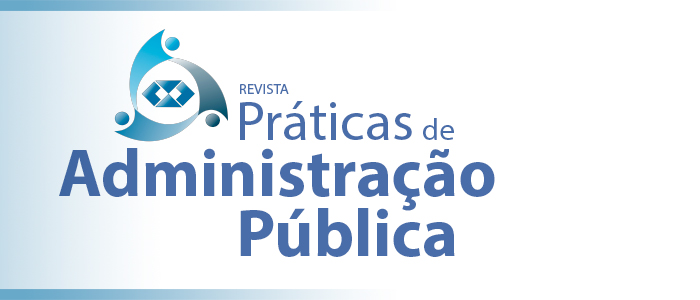 REVISTA
Práticas de
Administração
Pública